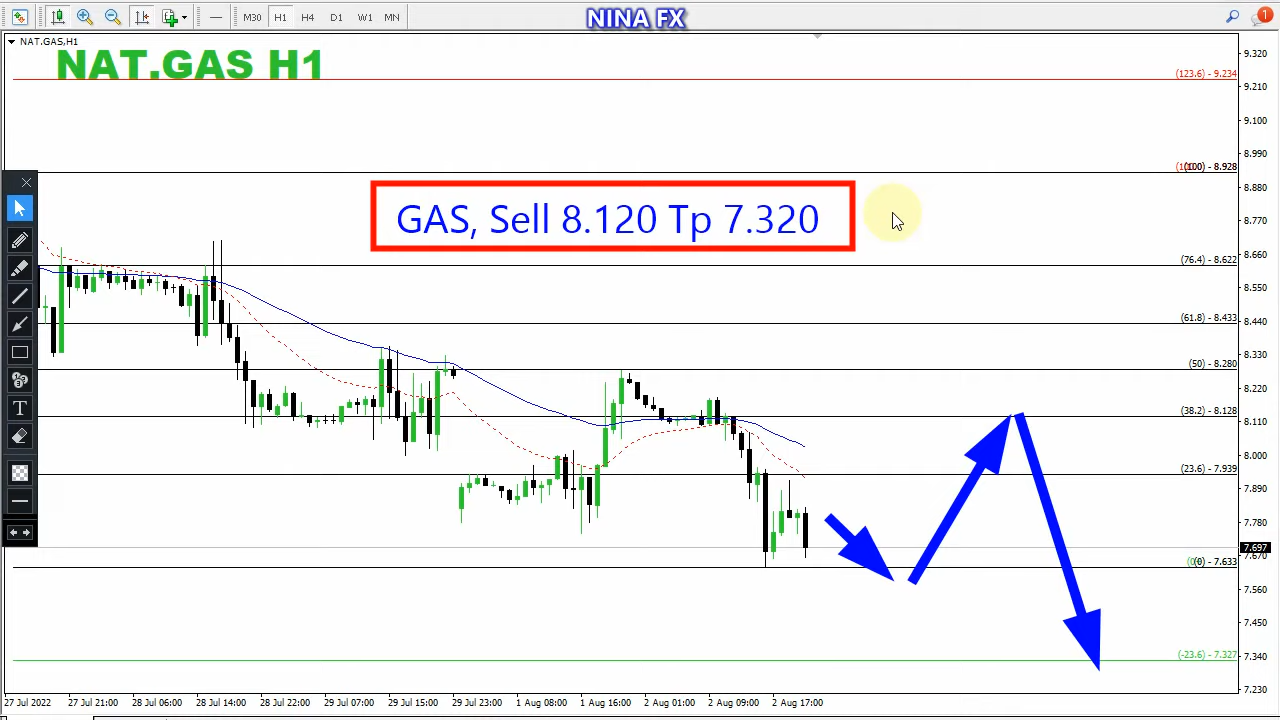 M30 H1 H4 D1 W1 MN
NINA FX
1
NAT.GAS,H1
NAT.GAS H1
GAS, Sell 8.120 Tp 7.320
(123.6) - 9.234
(100) - 8.928
(76.4) - 8.622
(61.8) - 8.433
(50) - 8.280
(38.2) - 8.128
(23.6) - 7.939
(0) - 7.633
(-23.6) - 7.327
9.320
9.210
9.100
8.990
8.880
8.770
8.660
8.550
8.440
8.330
8.220
8.110
8.000
7.890
7.780
7.697
7.670
7.560
7.450
7.340
7.230
T
27 Jul 2022 27 Jul 21:00 28 Jul 06:00 28 Jul 14:00 28 Jul 22:00 29 Jul 07:00 29 Jul 15:00 29 Jul 23:00 1 Aug 08:00 1 Aug 16:00 2 Aug 01:00 2 Aug 09:00 2 Aug 17:00